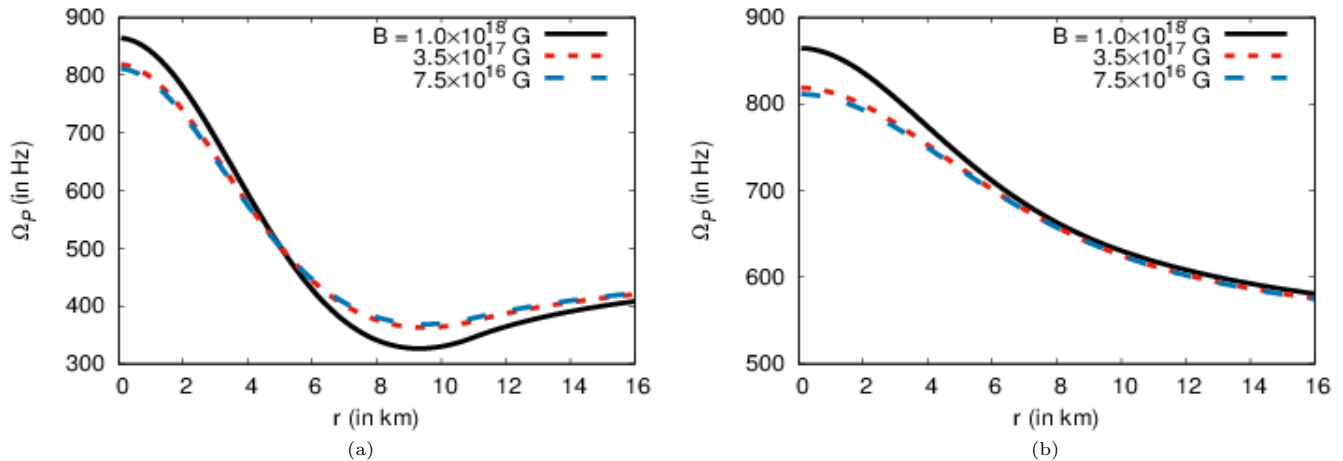 900
800
700
600
500
400
300
Ω_P (in Hz)
B = 1.0×10^18 G
3.5×10^17 G
7.5×10^16 G
0 2 4 6 8 10 12 14 16
r (in km)
(a)
900
800
700
600
500
Ω_P (in Hz)
B = 1.0×10^18 G
3.5×10^17 G
7.5×10^16 G
0 2 4 6 8 10 12 14 16
r (in km)
(b)